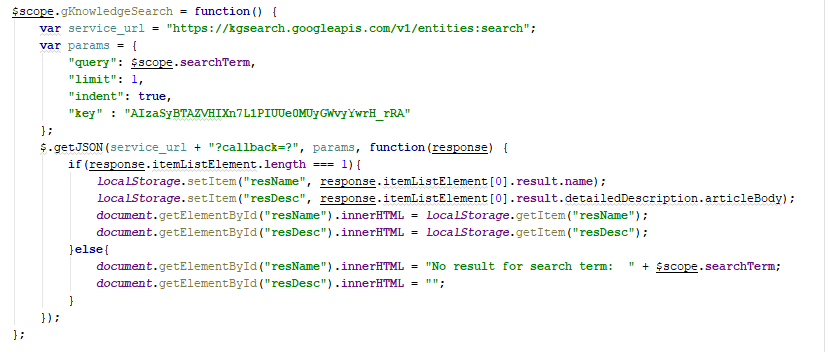 $scope.gKnowledgeSearch = function() {
var service_url = "https://kgsearch.googleapis.com/v1/entities:search";
var params = {
"query": $scope.searchTerm,
"limit": 1,
"indent": true,
"key" : "AIzaSyBTAZVHIXn7L1PIUUe0MUyGWvyYwrH_rRA"
};
$.getJSON(service_url + "?callback=?", params, function(response) {
if(response.itemListElement.length === 1){
localStorage.setItem("resName", response.itemListElement[0].result.name);
localStorage.setItem("resDesc", response.itemListElement[0].result.detailedDescription.articleBody);
document.getElementById("resName").innerHTML = localStorage.getItem("resName");
document.getElementById("resDesc").innerHTML = localStorage.getItem("resDesc");
}else{
document.getElementById("resName").innerHTML = "No result for search term:  " + $scope.searchTerm;
document.getElementById("resDesc").innerHTML = "";
}
});
};